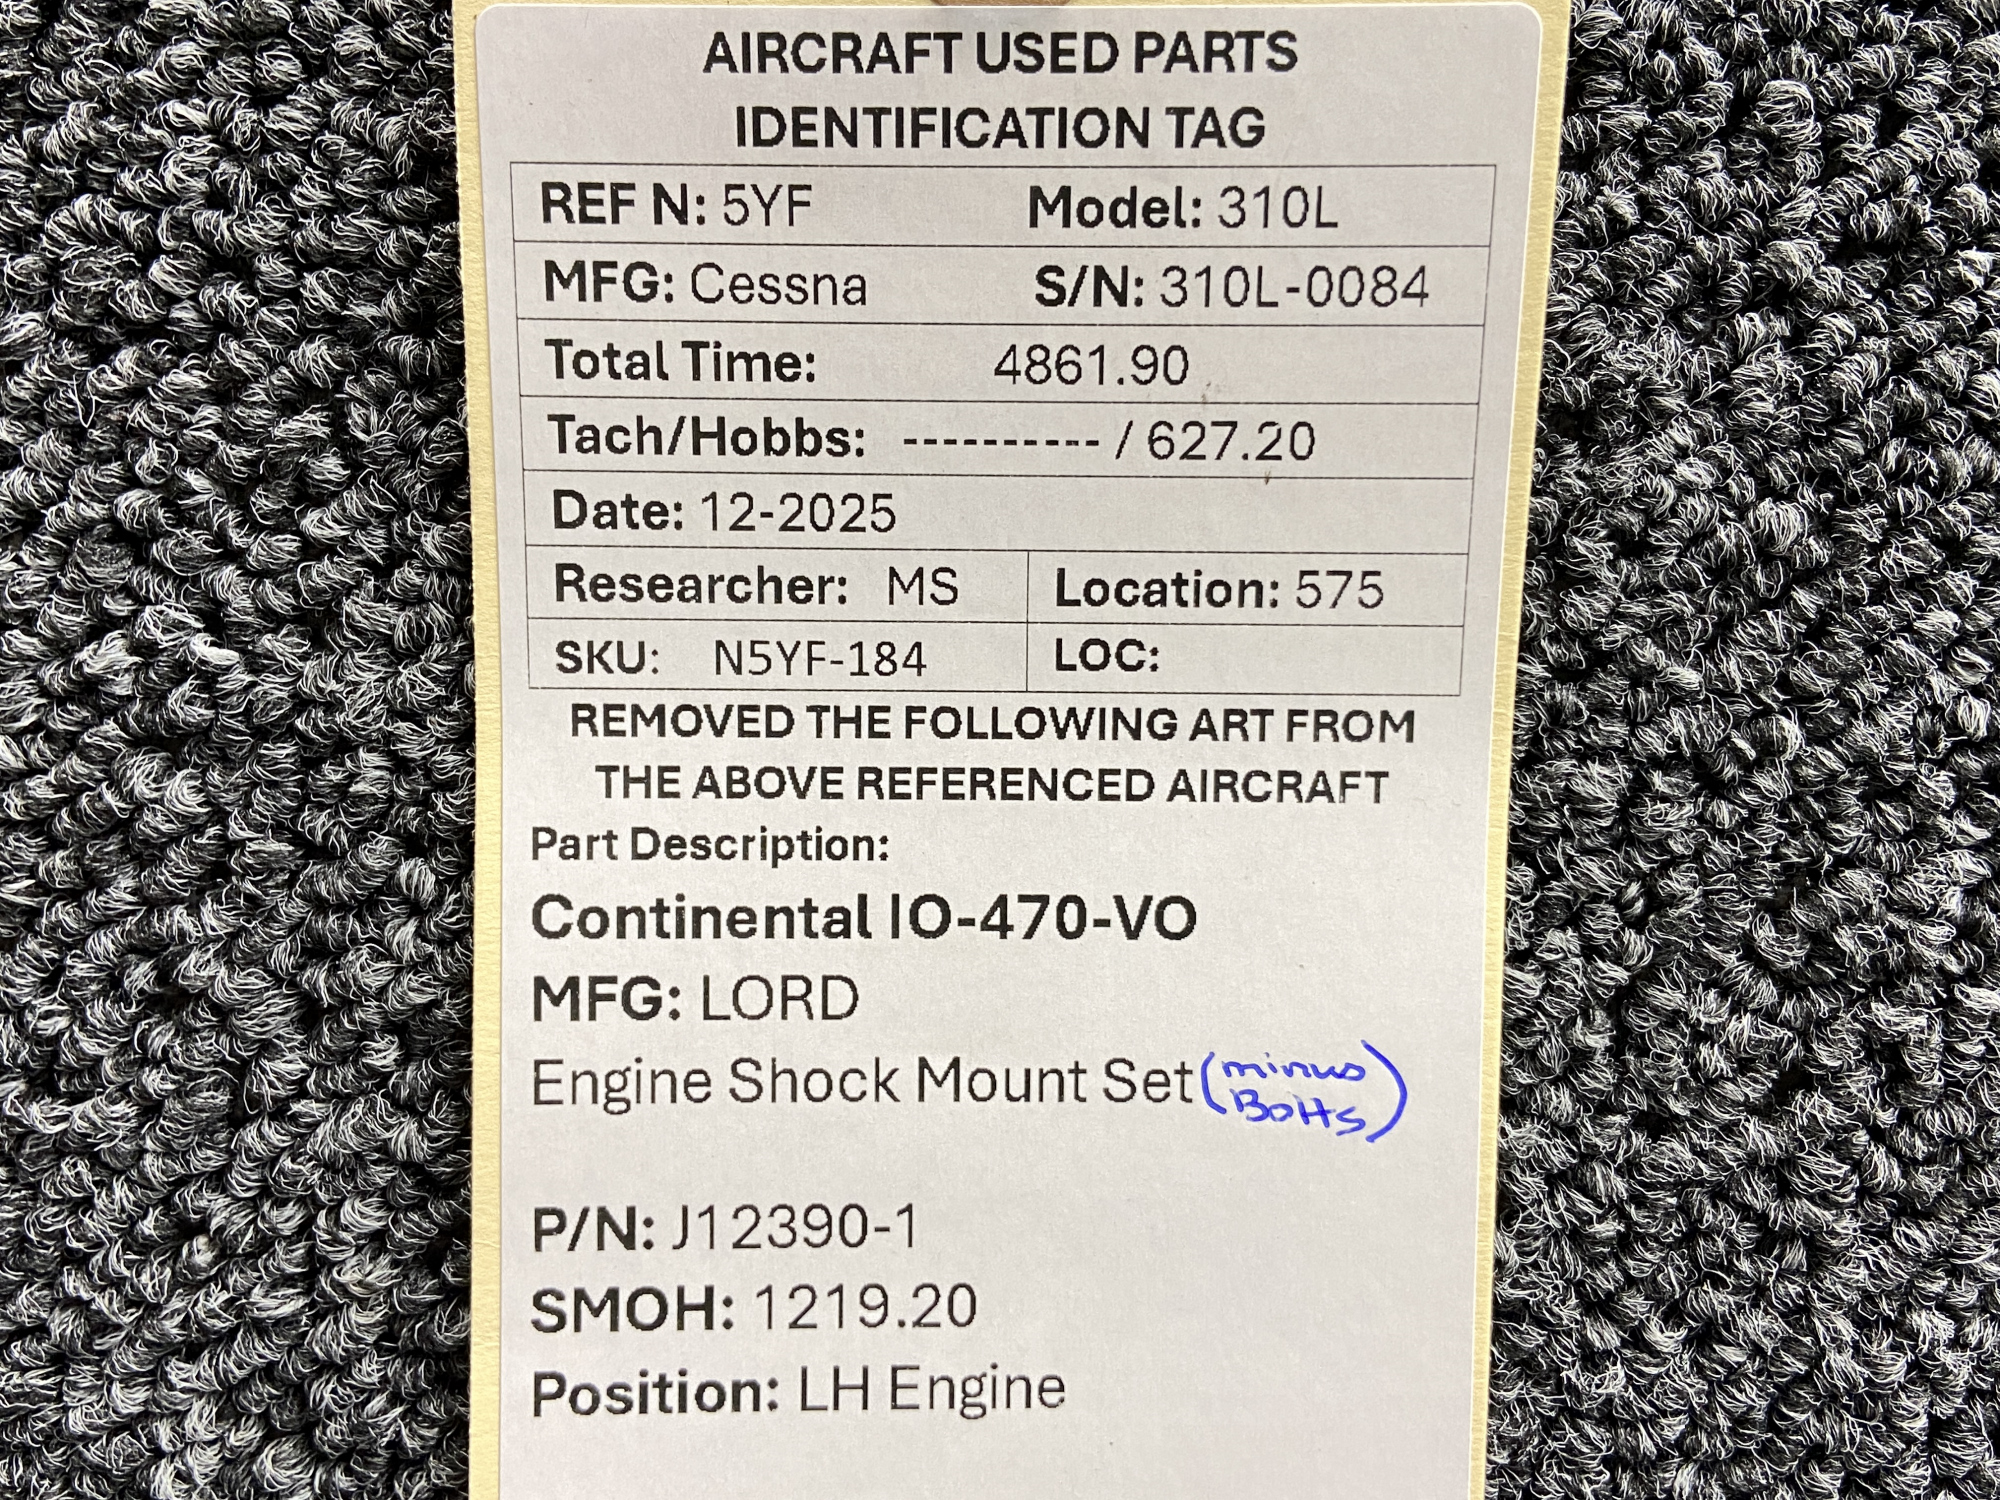 AIRCRAFT USED PARTS
IDENTIFICATION TAG
REF N: 5YF Model: 310L
MFG: Cessna S/N: 310L-0084
Total Time: 4861.90
Tach/Hobbs: ---------- / 627.20
Date: 12-2025
Researcher: MS Location: 575
SKU: N5YF-184 LOC:
REMOVED THE FOLLOWING ART FROM
THE ABOVE REFERENCED AIRCRAFT
Part Description:
Continental IO-470-VO
MFG: LORD
Engine Shock Mount Set (minus
Bolts)
P/N: J12390-1
SMOH: 1219.20
Position: LH Engine